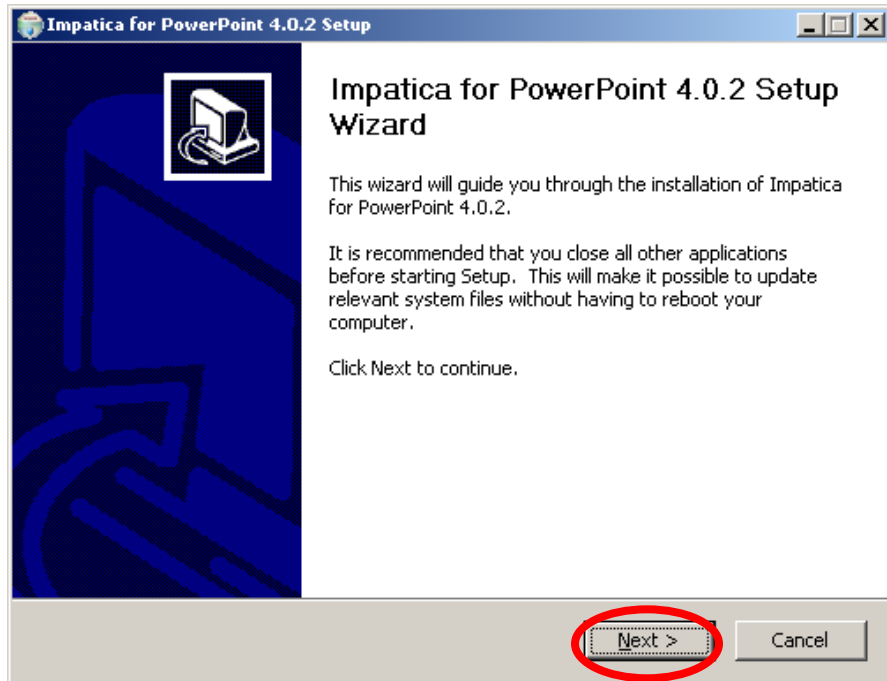 Impatica for PowerPoint 4.0.2 Setup
Impatica for PowerPoint 4.0.2 Setup
Wizard
This wizard will guide you through the installation of Impatica
for PowerPoint 4.0.2.
It is recommended that you close all other applications
before starting Setup. This will make it possible to update
relevant system files without having to reboot your
computer.
Click Next to continue.
Next > Cancel